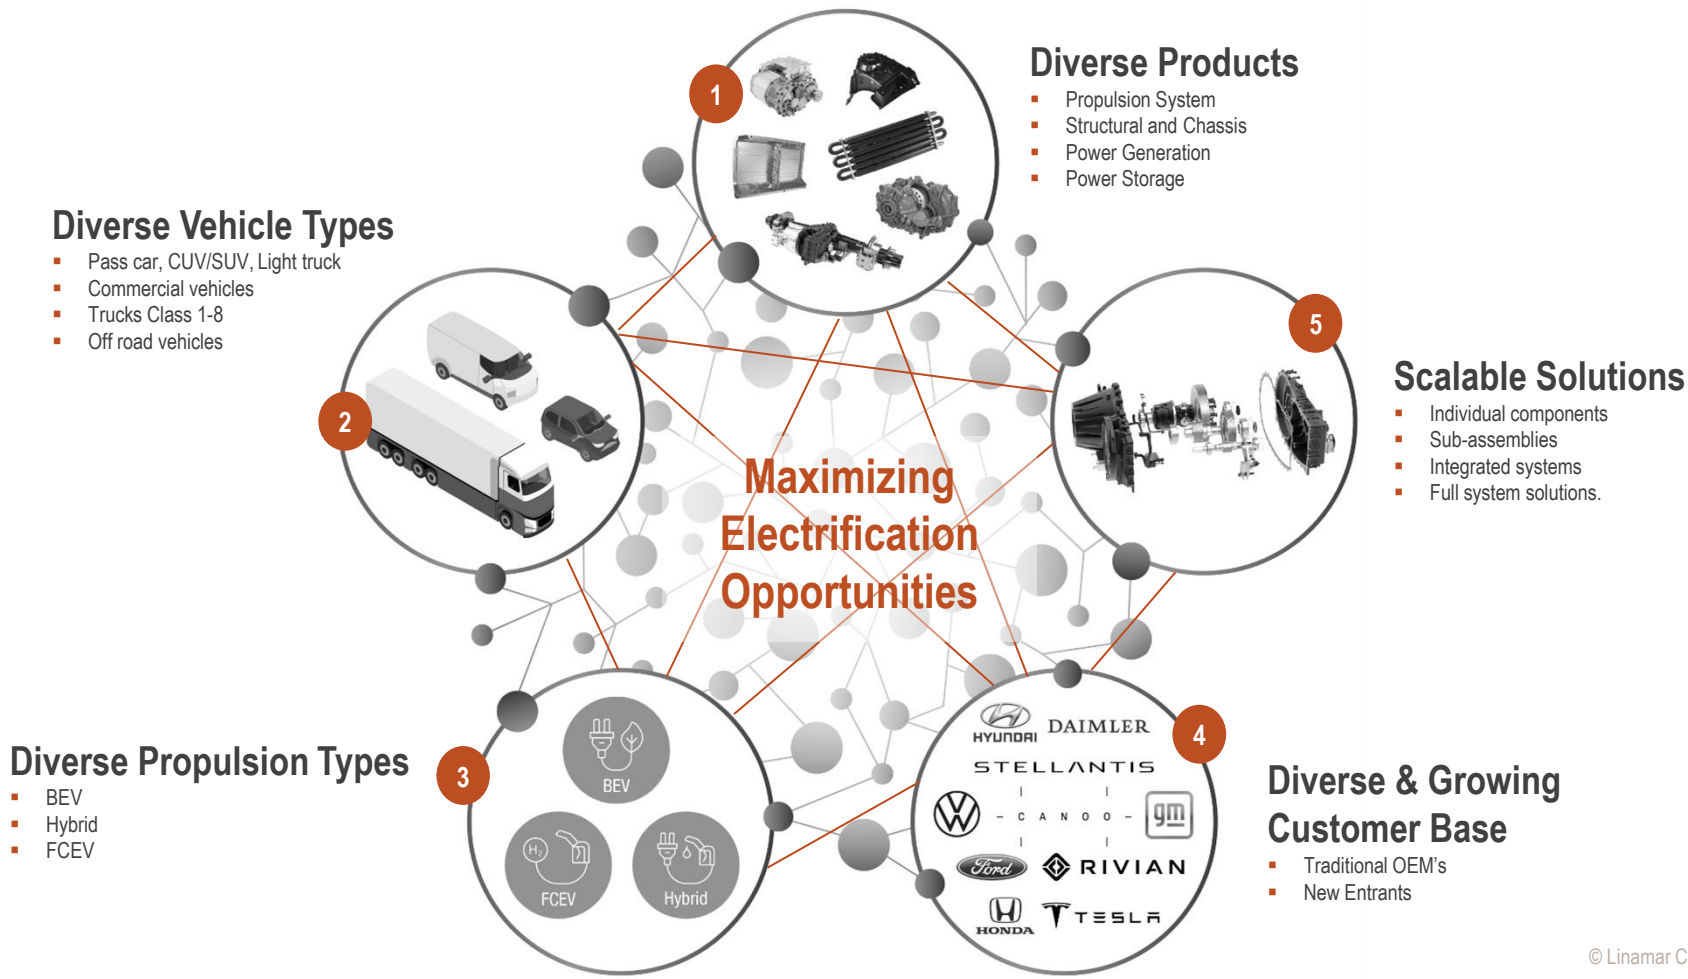 1
Diverse Products
▪ Propulsion System
▪ Structural and Chassis
▪ Power Generation
▪ Power Storage
Diverse Vehicle Types
▪ Pass car, CUV/SUV, Light truck
▪ Commercial vehicles
▪ Trucks Class 1-8
▪ Off road vehicles
2
5
Scalable Solutions
▪ Individual components
▪ Sub-assemblies
▪ Integrated systems
▪ Full system solutions.
Maximizing
Electrification
Opportunities
Diverse Propulsion Types
▪ BEV
▪ Hybrid
▪ FCEV
3
BEV
H2
FCEV
Hybrid
4
HYUNDAI DAIMLER
STELLANTIS
VW
CANOO
gm
Ford RIVIAN
HONDA TESLA
Diverse & Growing
Customer Base
▪ Traditional OEM's
▪ New Entrants
© Linamar C